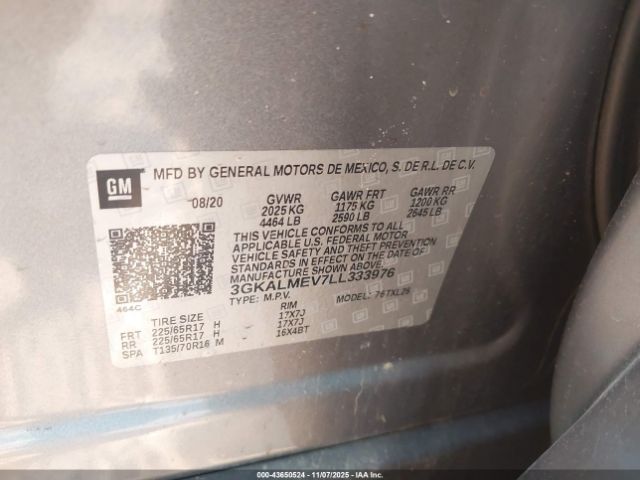 GM
MFD BY GENERAL MOTORS DE MEXICO, S. DE R.L. DE C.V.
08/20 GVWR GAWR FRT GAWR RR
2025 KG 1175 KG 1200 KG
4464 LB 2590 LB 2645 LB
THIS VEHICLE CONFORMS TO ALL
APPLICABLE U.S. FEDERAL MOTOR
VEHICLE SAFETY, BUMPER, AND THEFT PREVENTION
STANDARDS IN EFFECT ON THE DATE OF
MANUFACTURE SHOWN ABOVE.
3GKALMEV7LL333976
TYPE: M.P.V. MODEL: 76TXL26
464C
TIRE SIZE RIM
FRT 225/65R17 H 17X7J
RR 225/65R17 H 17X7J
SPA T135/70R16 M 16X4BT
000-43650524 11/07/2025 - IAA